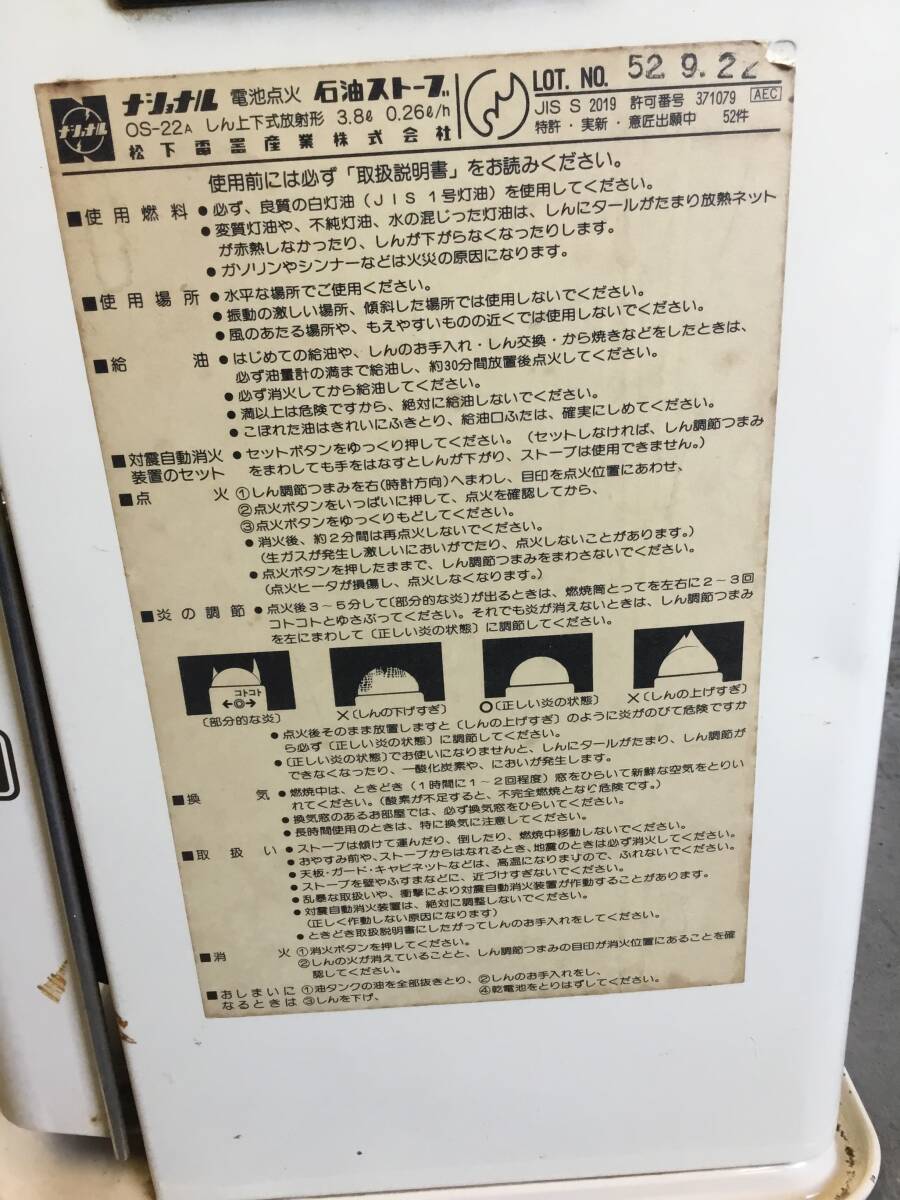 ナショナル
ナショナル 電池点火 石油ストーブ
OS-22A しん上下式放射形 3.8ℓ 0.26ℓ/h
松下電器産業株式会社
LOT. NO. 52 9. 22
JIS S 2019 許可番号 371079 AEC
特許・実新・意匠出願中 52件
使用前には必ず「取扱説明書」をお読みください。
■使用燃料 ●必ず、良質の白灯油（JIS 1号灯油）を使用してください。
●変質灯油や、不純灯油、水の混じった灯油は、しんにタールがたまり放熱ネット
が赤熱しなかったり、しんが下がらなくなったりします。
●ガソリンやシンナーなどは火災の原因になります。
■使用場所 ●水平な場所でご使用ください。
●振動の激しい場所、傾斜した場所では使用しないでください。
●風のあたる場所や、もえやすいものの近くでは使用しないでください。
■給油 ●はじめての給油や、しんのお手入れ・しん交換・から焼きなどをしたときは、
必ず油量計の満まで給油し、約30分間放置後点火してください。
●必ず消火してから給油してください。
●満以上は危険ですから、絶対に給油しないでください。
●こぼれた油はきれいにふきとり、給油口ふたは、確実にしめてください。
■対震自動消火 ●セットボタンをゆっくり押してください。（セットしなければ、しん調節つまみ
装置のセット をまわしても手をはなすとしんが下がり、ストーブは使用できません。）
■点火 ①しん調節つまみを右(時計方向)へまわし、目印を点火位置にあわせ、
②点火ボタンをいっぱいに押して、点火を確認してから、
③点火ボタンをゆっくりもどしてください。
●消火後、約2分間は再点火しないでください。
(生ガスが発生し激しいにおいがでたり、点火しないことがあります。)
●点火ボタンを押したままで、しん調節つまみをまわさないでください。
(点火ヒータが損傷し、点火しなくなります。)
■炎の調節 ●点火後3～5分して〔部分的な炎〕が出るときは、燃焼筒とってを左右に2～3回
コトコトとゆさぶってください。それでも炎が消えないときは、しん調節つまみ
を左にまわして〔正しい炎の状態〕に調節してください。
コトコト
〔部分的な炎〕
×〔しんの下げすぎ〕
○〔正しい炎の状態〕
×〔しんの上げすぎ〕
●点火後そのまま放置しますと〔しんの上げすぎ〕のように炎がのびて危険ですか
ら必ず〔正しい炎の状態〕に調節してください。
●〔正しい炎の状態〕でお使いになりませんと、しんにタールがたまり、しん調節が
できなくなったり、一酸化炭素や、においが発生します。
■換気 ●燃焼中は、ときどき（1時間に1～2回程度）窓をひらいて新鮮な空気をとりい
れてください。（酸素が不足すると、不完全燃焼となり危険です。）
●換気窓のあるお部屋では、必ず換気窓をひらいてください。
●長時間使用のときは、特に換気に注意してください。
■取扱い ●ストーブは傾けて運んだり、倒したり、燃焼中移動しないでください。
●おやすみ前や、ストーブからはなれるとき、地震のときは必ず消火してください。
●天板・ガード・キャビネットなどは、高温になりますので、ふれないでください。
●ストーブを壁やふすまなどに、近づけすぎないでください。
●乱暴な取扱いや、衝撃により対震自動消火装置が作動することがあります。
●対震自動消火装置は、絶対に調整しないでください。
(正しく作動しない原因になります)
●ときどき取扱説明書にしたがってしんのお手入れをしてください。
■消火 ①消火ボタンを押してください。
②しんの火が消えていることと、しん調節つまみの目印が消火位置にあることを確
認してください。
■おしまいに ①油タンクの油を全部抜きとり、②しんのお手入れをし、
なるときは ③しんを下げ、 ④乾電池をとりはずしてください。